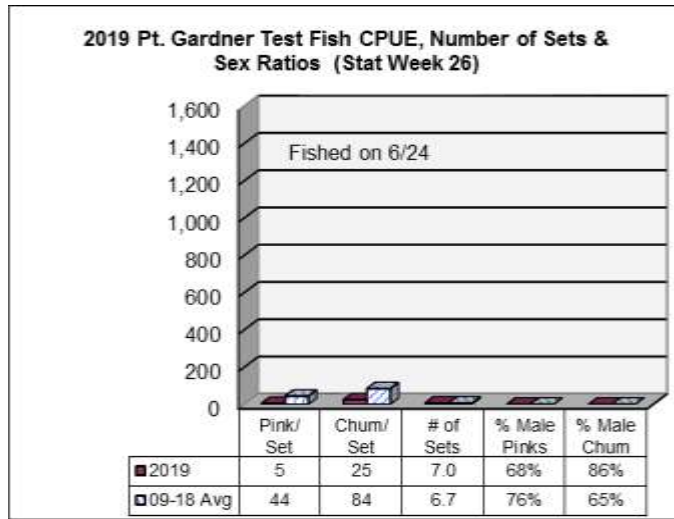 2019 Pt. Gardner Test Fish CPUE, Number of Sets &
Sex Ratios (Stat Week 26)
1,600
1,400
1,200
1,000
800
600
400
200
0
Fished on 6/24
Pink/ Chum/ # of % Male % Male
Set Set Sets Pinks Chum
2019 5 25 7.0 68% 86%
09-18 Avg 44 84 6.7 76% 65%